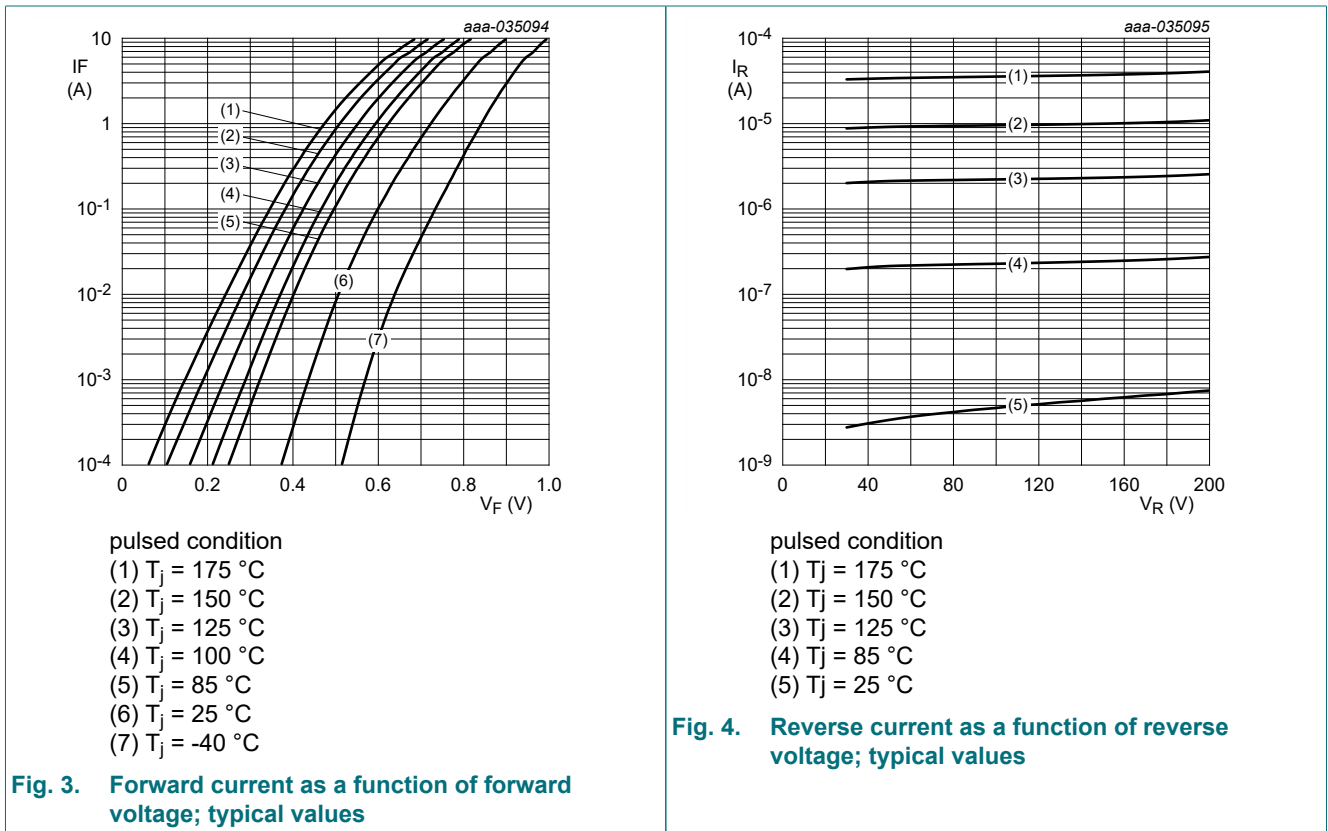 aaa-035094
10
IF
(A)
(1)
1
(2)
(3)
(4)
10-1
(5)
10-2
(6)
(7)
10-3
10-4
0 0.2 0.4 0.6 0.8 1.0
VF (V)
pulsed condition
(1) Tj = 175 °C
(2) Tj = 150 °C
(3) Tj = 125 °C
(4) Tj = 100 °C
(5) Tj = 85 °C
(6) Tj = 25 °C
(7) Tj = -40 °C
Fig. 3. Forward current as a function of forward
voltage; typical values
aaa-035095
10-4
IR
(A)
(1)
10-5
(2)
(3)
10-6
(4)
10-7
10-8
(5)
10-9
0 40 80 120 160 200
VR (V)
pulsed condition
(1) Tj = 175 °C
(2) Tj = 150 °C
(3) Tj = 125 °C
(4) Tj = 85 °C
(5) Tj = 25 °C
Fig. 4. Reverse current as a function of reverse
voltage; typical values